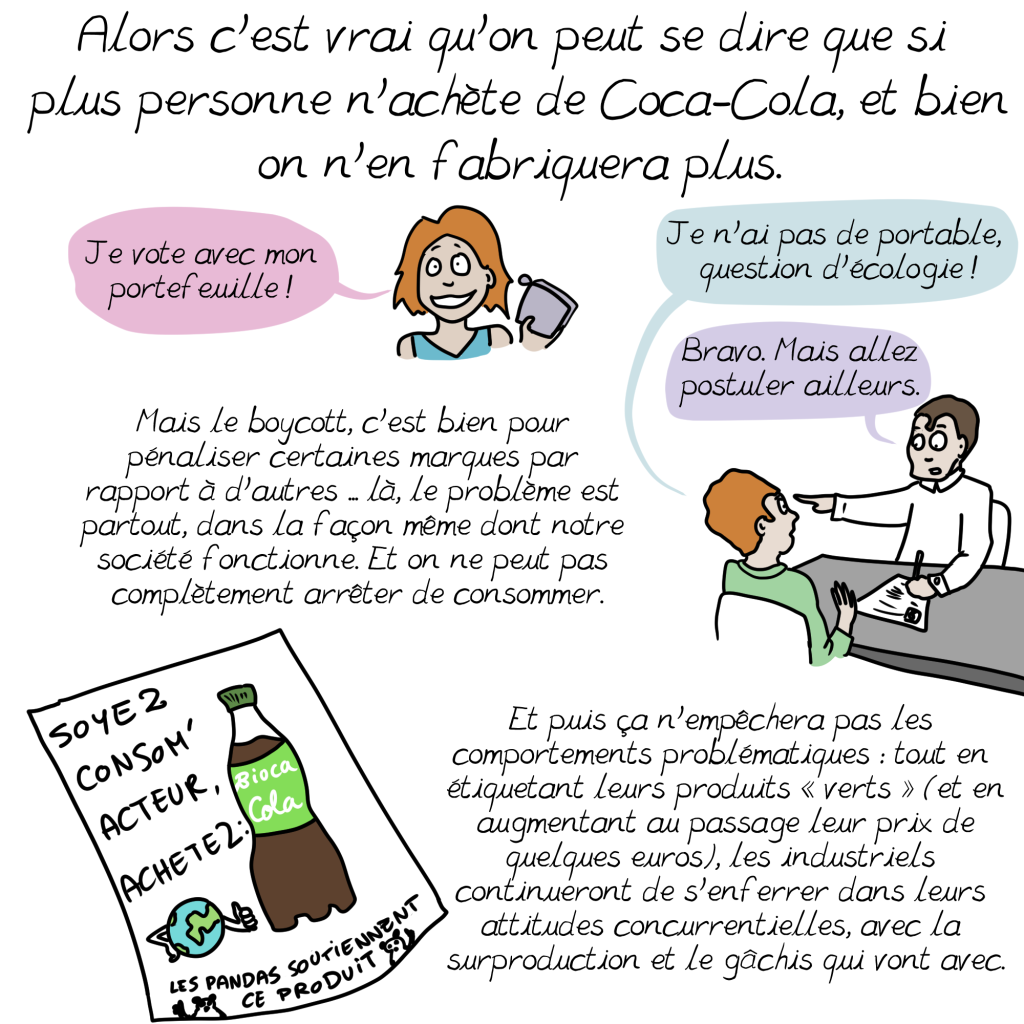 Alors c'est vrai qu'on peut se dire que si
plus personne n'achète de Coca-Cola, et bien
on n'en fabriquera plus.
Je vote avec mon
portefeuille !
Je n'ai pas de portable,
question d'écologie !
Bravo. Mais allez
postuler ailleurs.
Mais le boycott, c'est bien pour
pénaliser certaines marques par
rapport à d'autres ... là, le problème est
partout, dans la façon même dont notre
société fonctionne. Et on ne peut pas
complètement arrêter de consommer.
SOYEZ
CONSOM'
ACTEUR,
ACHETEZ:
Bioca
Cola
LES PANDAS SOUTIENNENT
CE PRODUIT
Et puis ça n'empêchera pas les
comportements problématiques : tout en
étiquetant leurs produits « verts » (et en
augmentant au passage leur prix de
quelques euros), les industriels
continueront de s'enferrer dans leurs
attitudes concurrentielles, avec la
surproduction et le gâchis qui vont avec.